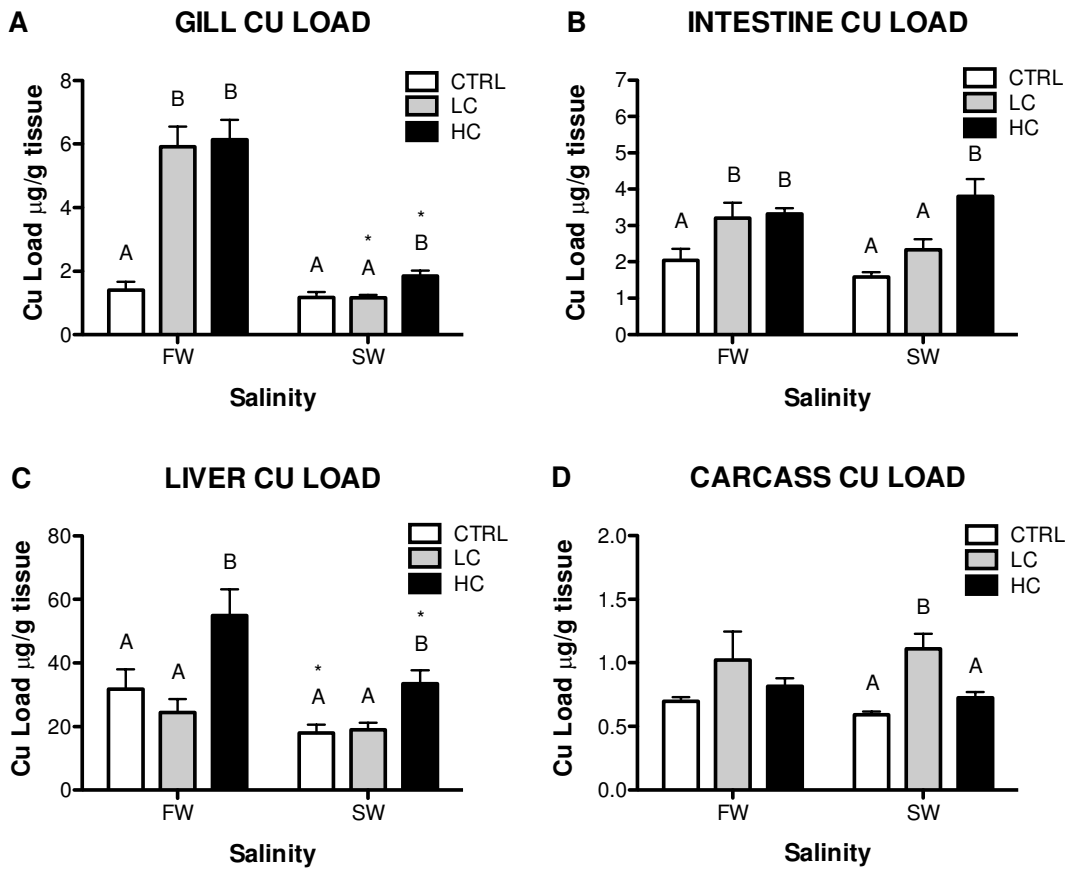 A GILL CU LOAD
CTRL
LC
HC
Cu Load μg/g tissue
8
6
4
2
0
A B B A * A * B
FW SW
Salinity
B INTESTINE CU LOAD
CTRL
LC
HC
Cu Load μg/g tissue
7
6
5
4
3
2
1
0
A B B A A B
FW SW
Salinity
C LIVER CU LOAD
CTRL
LC
HC
Cu Load μg/g tissue
80
60
40
20
0
A A B * A A * B
FW SW
Salinity
D CARCASS CU LOAD
CTRL
LC
HC
Cu Load μg/g tissue
2.0
1.5
1.0
0.5
0.0
A B A
FW SW
Salinity